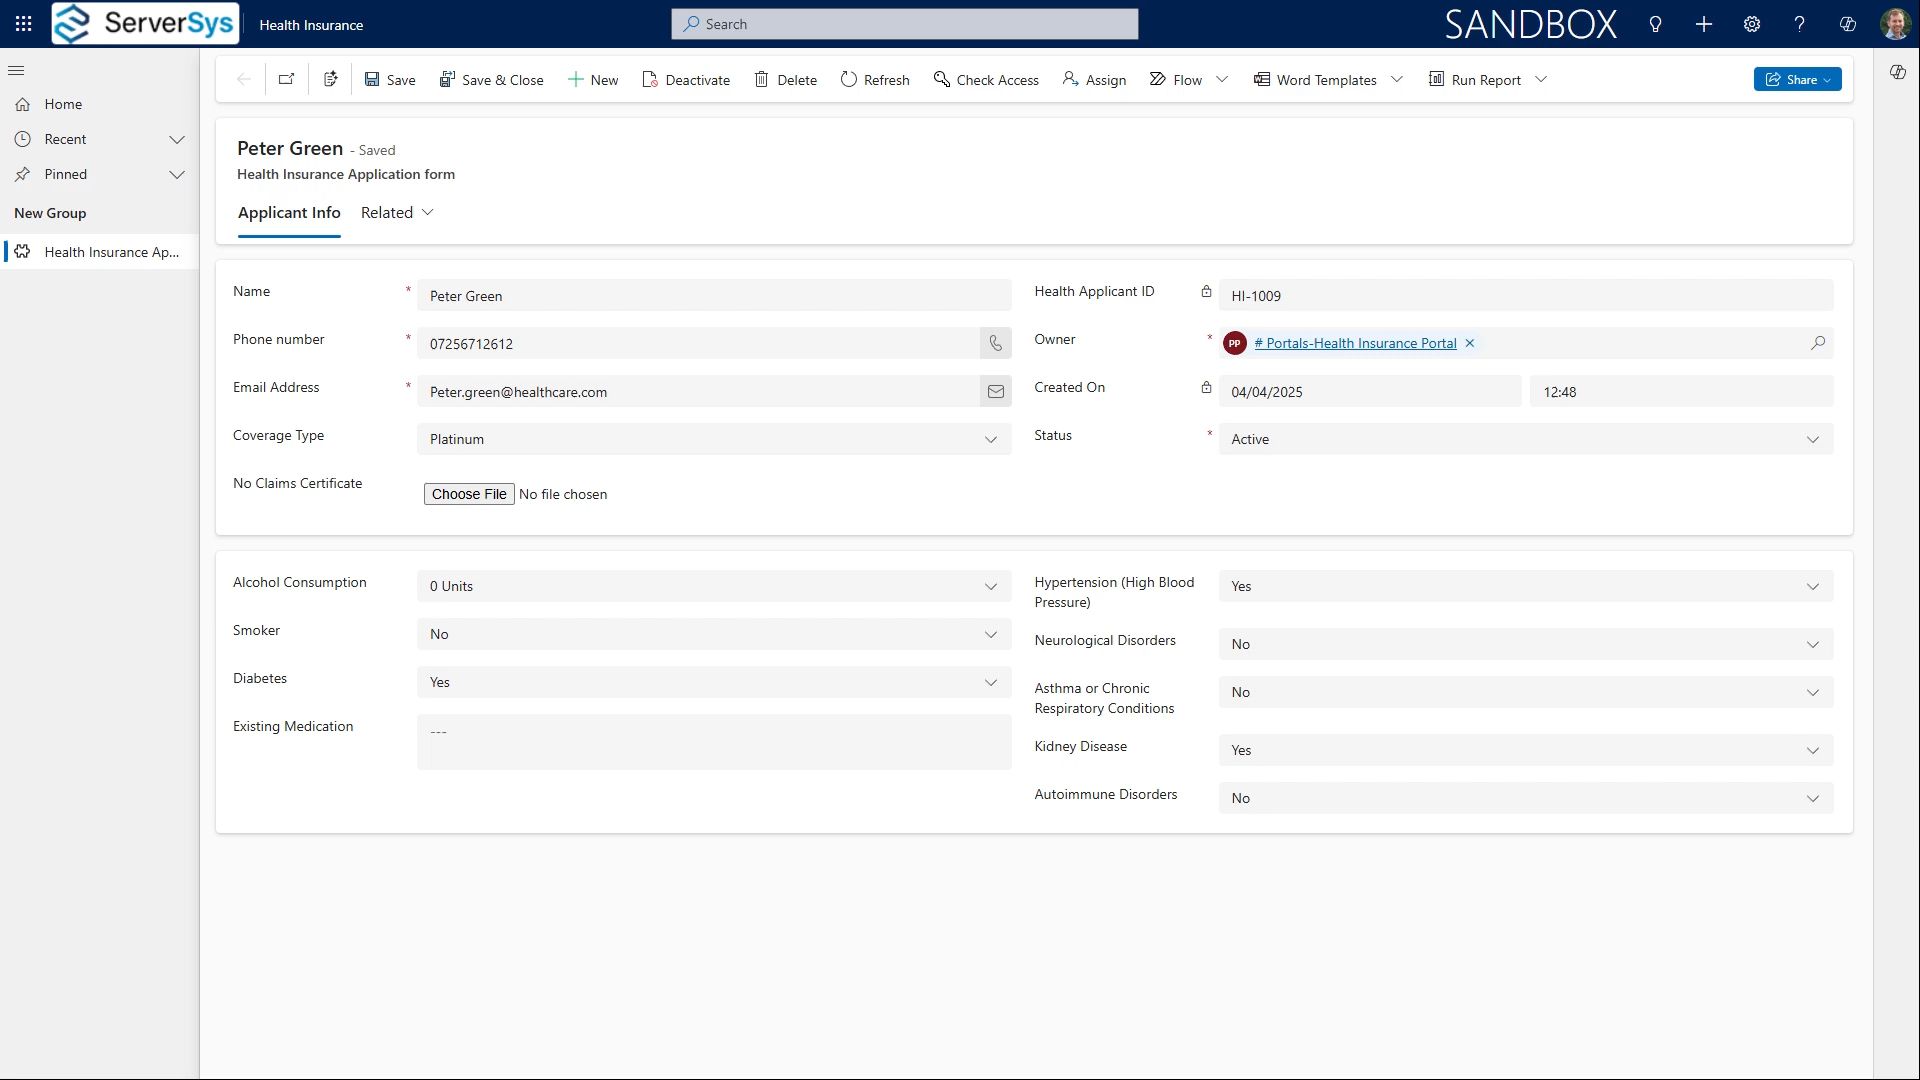 ServerSys
Health Insurance
Search
SANDBOX
Home
Recent
Pinned
New Group
Health Insurance Ap...
Save
Save & Close
New
Deactivate
Delete
Refresh
Check Access
Assign
Flow
Word Templates
Run Report
Share
Peter Green - Saved
Health Insurance Application form
Applicant Info
Related
Name * Peter Green
Phone number * 07256712612
Email Address * Peter.green@healthcare.com
Coverage Type Platinum
No Claims Certificate Choose File No file chosen
Health Applicant ID HI-1009
Owner * PP # Portals-Health Insurance Portal
Created On 04/04/2025 12:48
Status * Active
Alcohol Consumption 0 Units
Smoker No
Diabetes Yes
Existing Medication ---
Hypertension (High Blood
Pressure) Yes
Neurological Disorders No
Asthma or Chronic
Respiratory Conditions No
Kidney Disease Yes
Autoimmune Disorders No